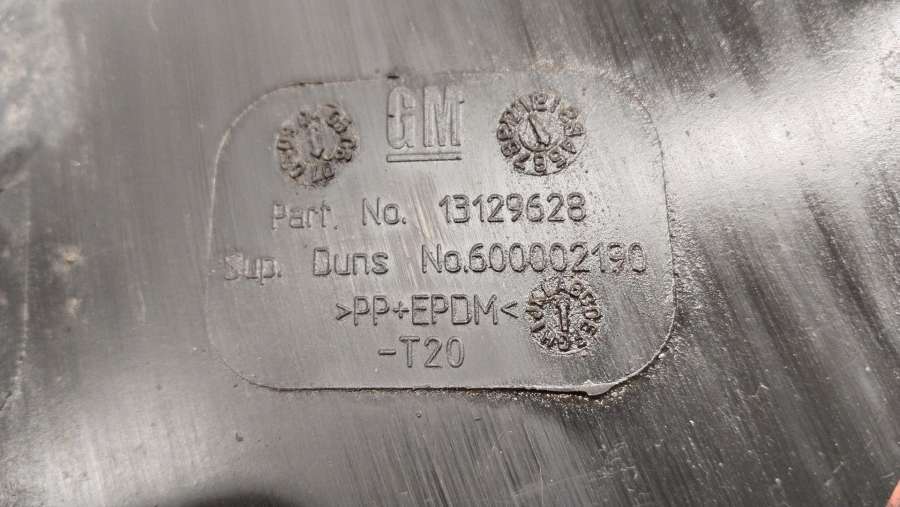 GM
Part. No. 13129628
Sup. Duns No.600002190
>PP+EPDM<
-T20